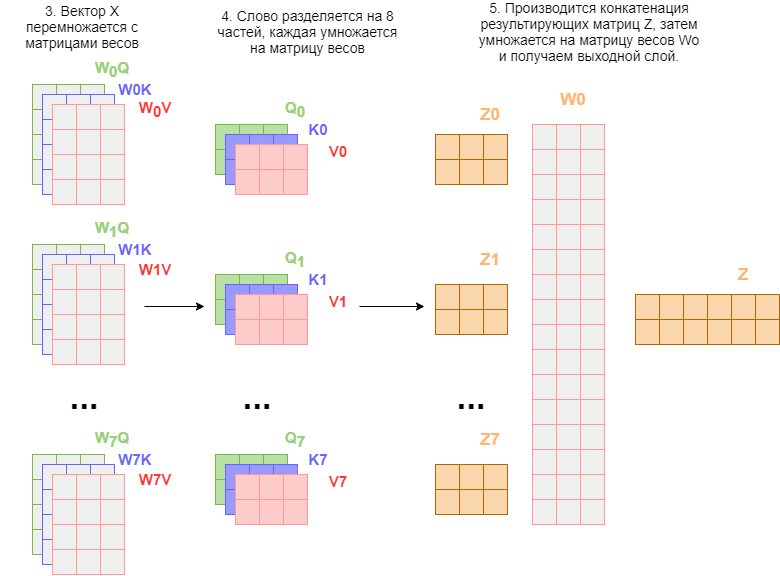 3. Вектор X
перемножается с
матрицами весов
4. Слово разделяется на 8
частей, каждая умножается
на матрицу весов
5. Производится конкатенация
результирующих матриц Z, затем
умножается на матрицу весов Wo
и получаем выходной слой.
W0Q
W0K
W0V
Q0
K0
V0
Z0
W0
W1Q
W1K
W1V
Q1
K1
V1
Z1
Z
...
...
...
W7Q
W7K
W7V
Q7
K7
V7
Z7